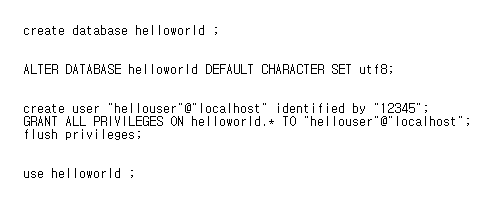 create database helloworld ;
ALTER DATABASE helloworld DEFAULT CHARACTER SET utf8;
create user "hellouser"@"localhost" identified by "12345";
GRANT ALL PRIVILEGES ON helloworld.* TO "hellouser"@"localhost";
flush privileges;
use helloworld ;